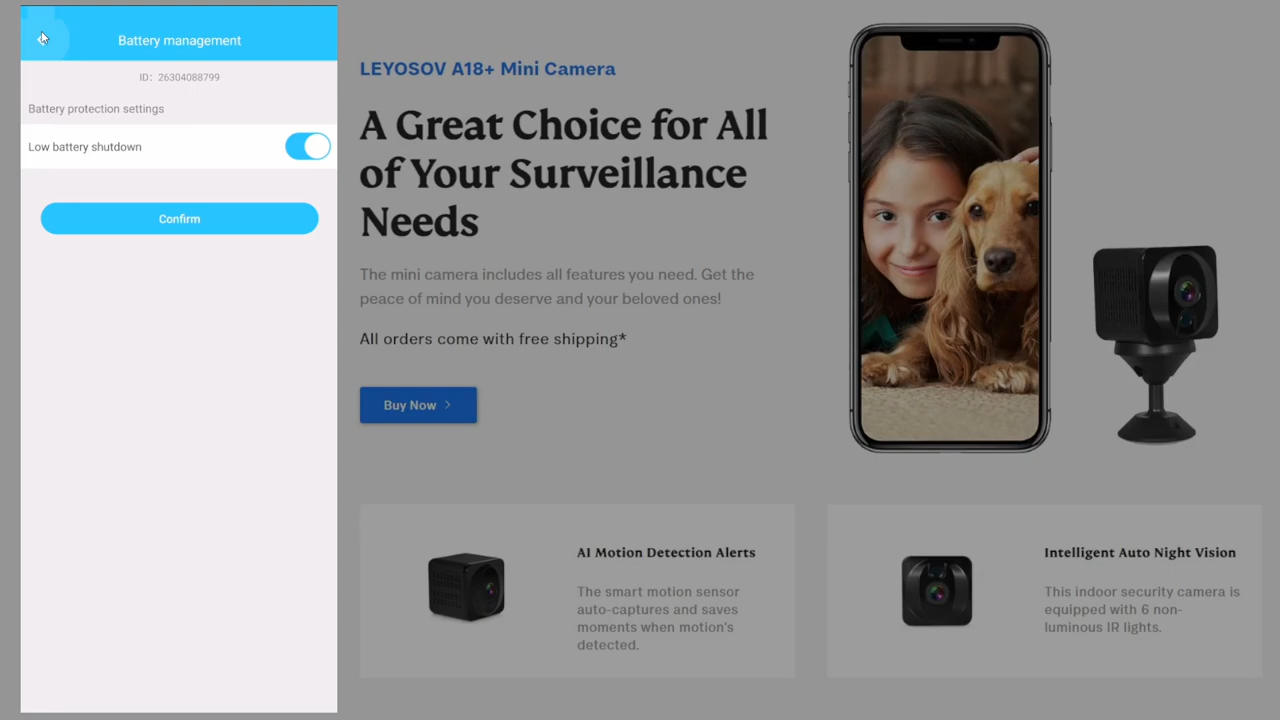 Battery management
ID: 26304088799
Battery protection settings
Low battery shutdown
Confirm
LEYOSOV A18+ Mini Camera
A Great Choice for All
of Your Surveillance
Needs
The mini camera includes all features you need. Get the
peace of mind you deserve and your beloved ones!
All orders come with free shipping*
Buy Now
AI Motion Detection Alerts
The smart motion sensor
auto-captures and saves
moments when motion's
detected.
Intelligent Auto Night Vision
This indoor security camera is
equipped with 6 non-
luminous IR lights.